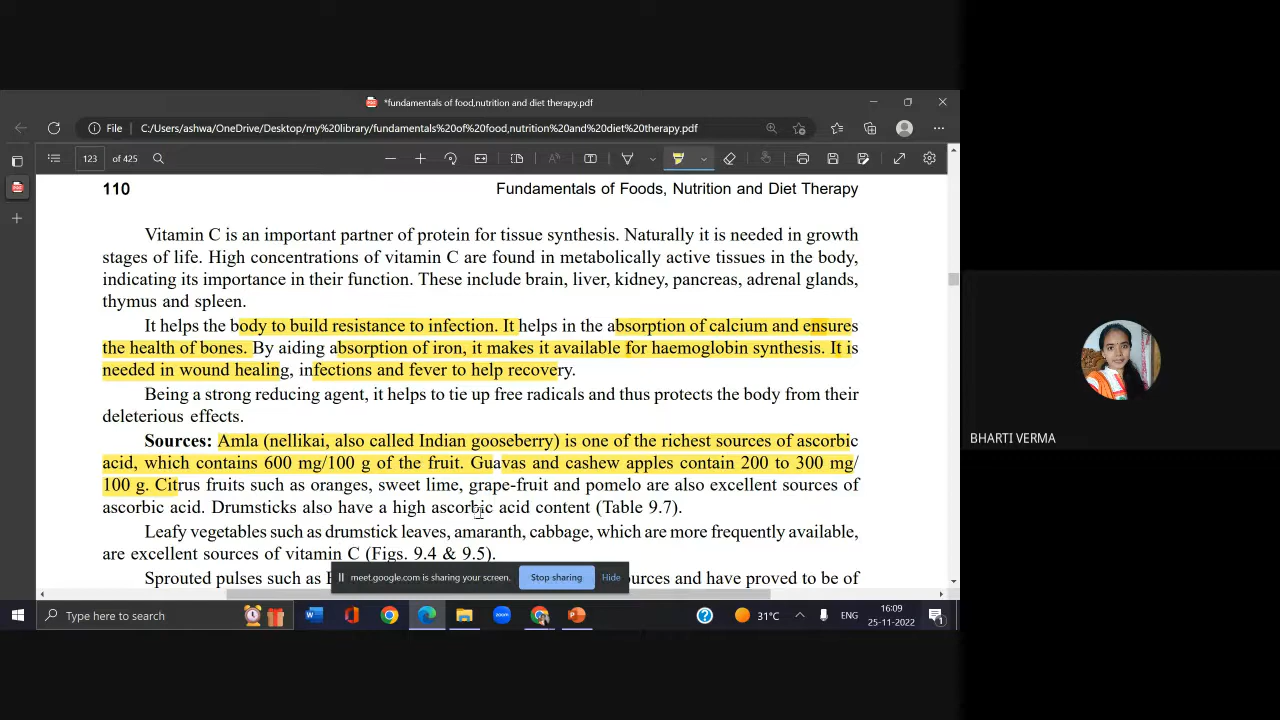 *fundamentals of food,nutrition and diet therapy.pdf
File C:/Users/ashwa/OneDrive/Desktop/my%20library/fundamentals%20of%20food,nutrition%20and%20diet%20therapy.pdf
123 of 425
110 Fundamentals of Foods, Nutrition and Diet Therapy
Vitamin C is an important partner of protein for tissue synthesis. Naturally it is needed in growth
stages of life. High concentrations of vitamin C are found in metabolically active tissues in the body,
indicating its importance in their function. These include brain, liver, kidney, pancreas, adrenal glands,
thymus and spleen.
It helps the body to build resistance to infection. It helps in the absorption of calcium and ensures
the health of bones. By aiding absorption of iron, it makes it available for haemoglobin synthesis. It is
needed in wound healing, infections and fever to help recovery.
Being a strong reducing agent, it helps to tie up free radicals and thus protects the body from their
deleterious effects.
Sources: Amla (nellikai, also called Indian gooseberry) is one of the richest sources of ascorbic
acid, which contains 600 mg/100 g of the fruit. Guavas and cashew apples contain 200 to 300 mg/
100 g. Citrus fruits such as oranges, sweet lime, grape-fruit and pomelo are also excellent sources of
ascorbic acid. Drumsticks also have a high ascorbic acid content (Table 9.7).
Leafy vegetables such as drumstick leaves, amaranth, cabbage, which are more frequently available,
are excellent sources of vitamin C (Figs. 9.4 & 9.5).
Sprouted pulses such as
ources and have proved to be of
meet.google.com is sharing your screen. Stop sharing Hide
BHARTI VERMA
Type here to search
31°C ENG 16:09
25-11-2022